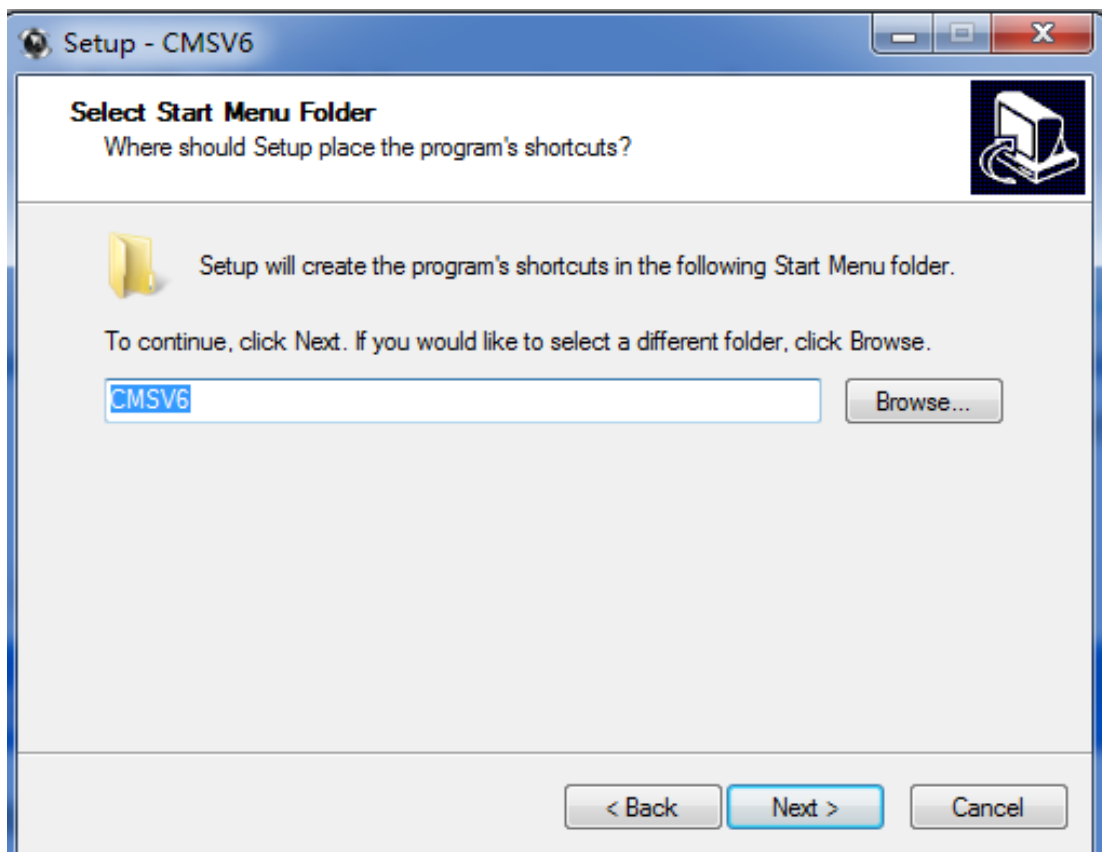 Setup - CMSV6
Select Start Menu Folder
Where should Setup place the program's shortcuts?
Setup will create the program's shortcuts in the following Start Menu folder.
To continue, click Next. If you would like to select a different folder, click Browse.
CMSV6
Browse...
< Back
Next >
Cancel